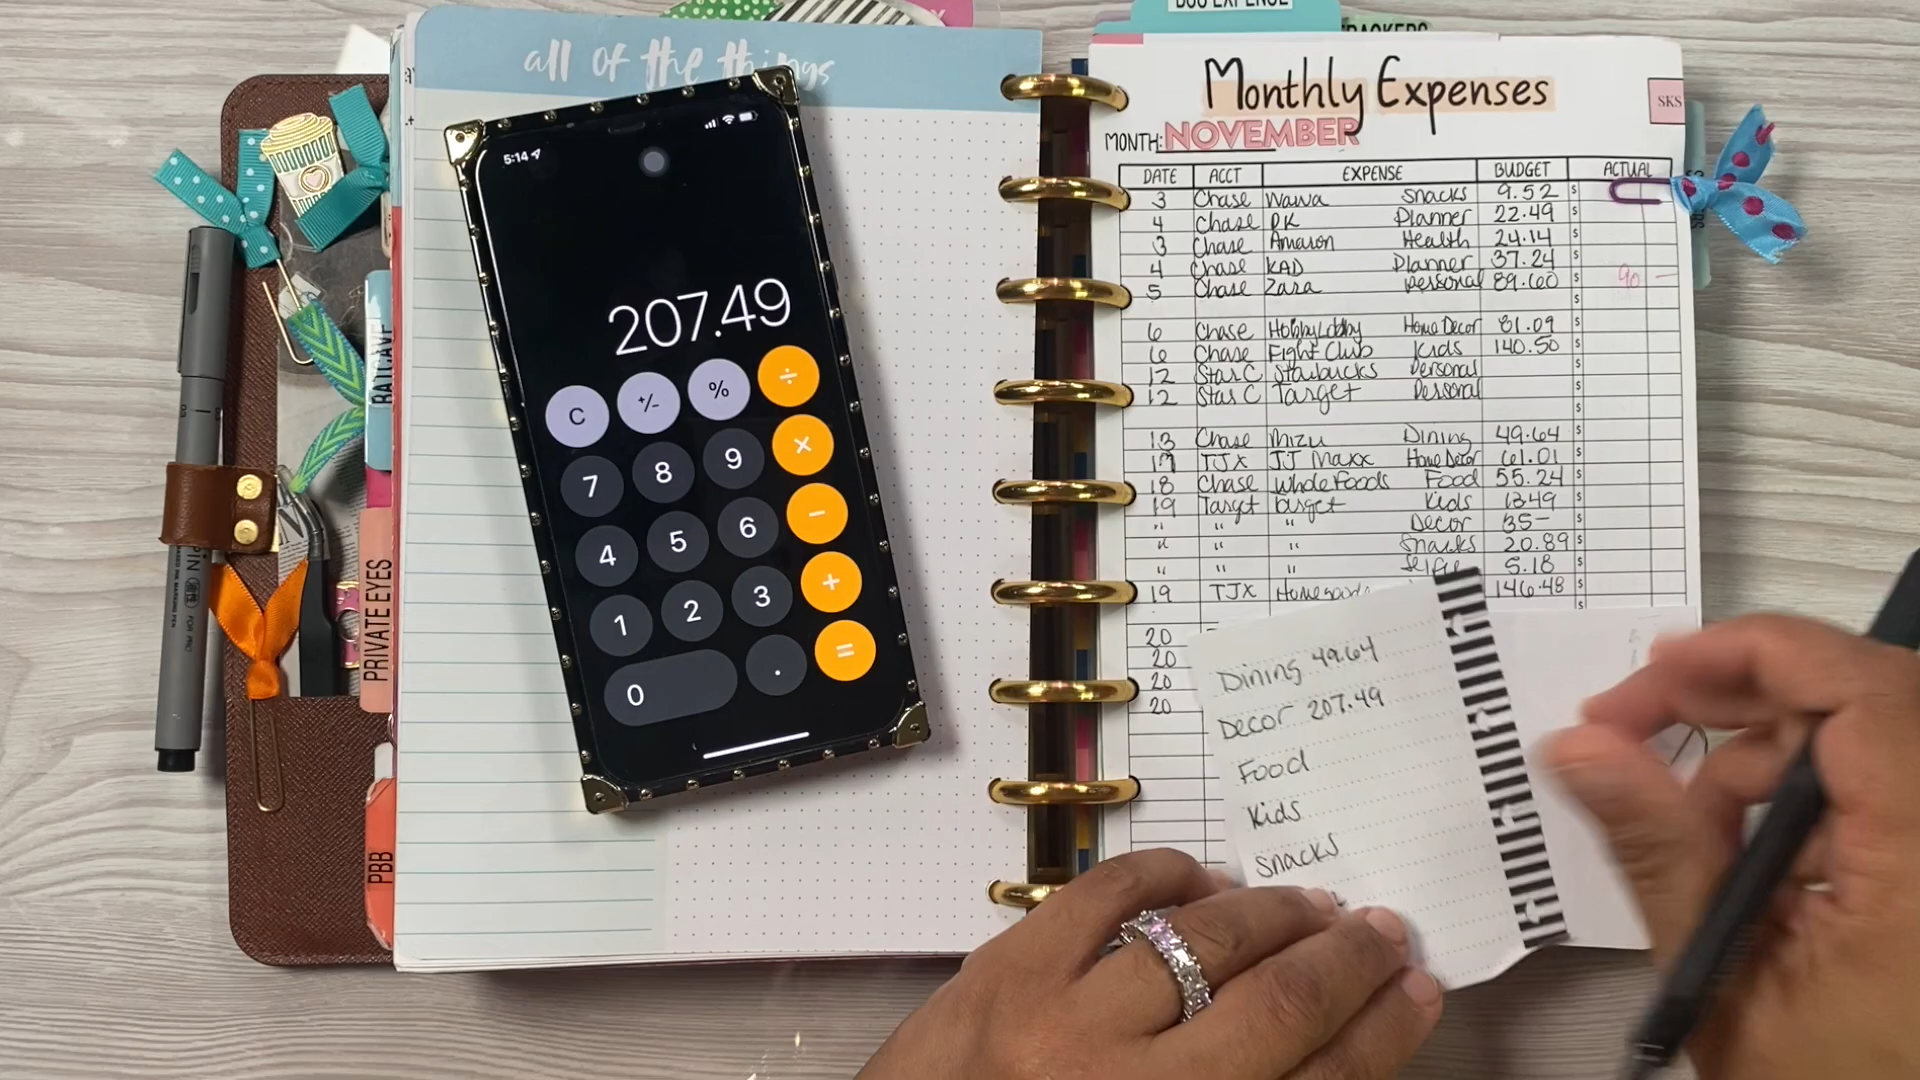 BUJO EXPENSE
TRACKERS
all of the things
Monthly Expenses
SKS
MONTH: NOVEMBER
DATE ACCT EXPENSE BUDGET ACTUAL
3 Chase Wawa Snacks 9.52 $
4 Chase PK Planner 22.49 $
3 Chase Amazon Health 24.14 $
4 Chase KAD Planner 37.24 $
5 Chase Zara Personal 89.60 $ 90 —
$
6 Chase Hobby Lobby Home Decor 81.09 $
6 Chase Fight Club Kids 140.50 $
12 Star C Starbucks Personal $
12 Star C Target Personal $
$
13 Chase Mizu Dining 49.64 $
17 TJX TJ Maxx Home Decor 61.01 $
18 Chase Whole Foods Food 55.24 $
19 Target Target Kids 13.49 $
" " " Decor 35— $
" " " Snacks 20.89 $
" " " 5.18 $
19 TJX Homegoods 146.48 $
$
20
20
20
20
Dining 49.64
Decor 207.49
Food
Kids
Snacks
5:14
207.49
C +/- % ÷
7 8 9 ×
4 5 6 −
1 2 3 +
0 . =
BATCAVE
PRIVATE EYES
PBB